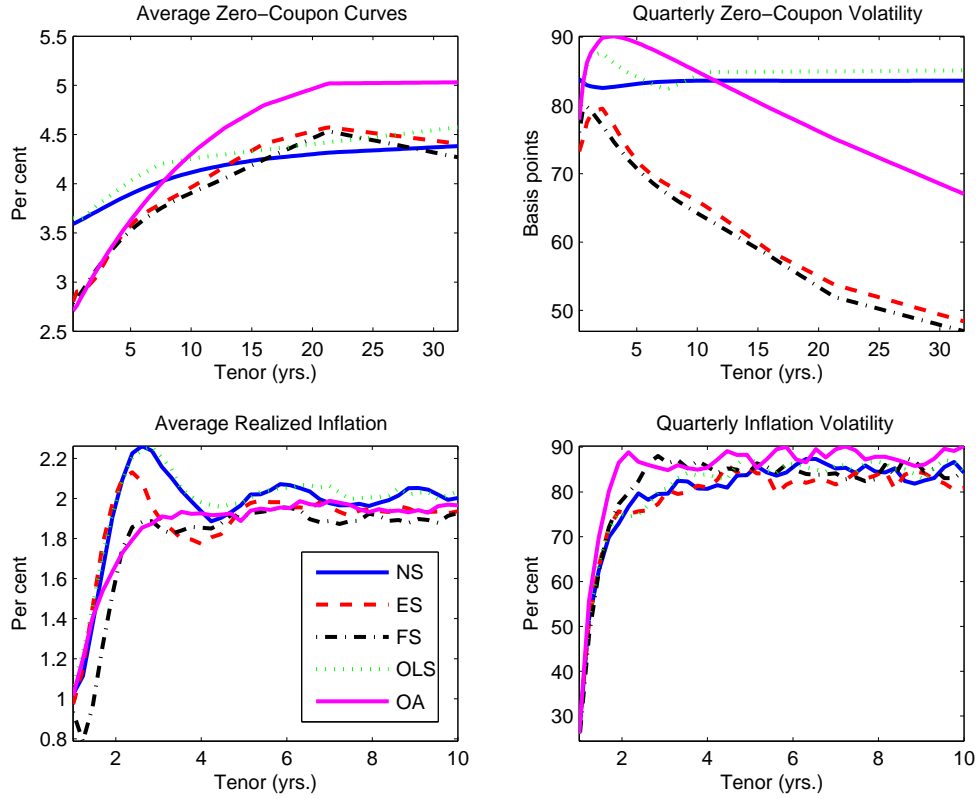 Average Zero−Coupon Curves
Per cent
5.5
5
4.5
4
3.5
3
2.5
5 10 15 20 25 30
Tenor (yrs.)
Quarterly Zero−Coupon Volatility
Basis points
90
80
70
60
50
5 10 15 20 25 30
Tenor (yrs.)
Average Realized Inflation
Per cent
2.2
2
1.8
1.6
1.4
1.2
1
0.8
2 4 6 8 10
Tenor (yrs.)
NS
ES
FS
OLS
OA
Quarterly Inflation Volatility
Per cent
90
80
70
60
50
90
40
30
2 4 6 8 10
Tenor (yrs.)